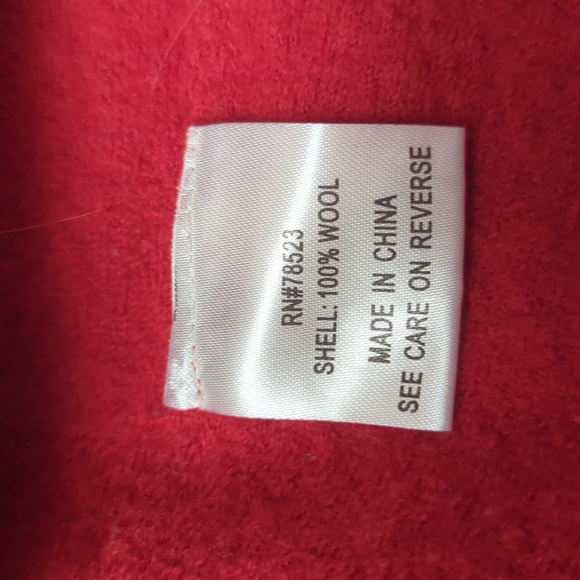 RN#78523
SHELL: 100% WOOL
MADE IN CHINA
SEE CARE ON REVERSE